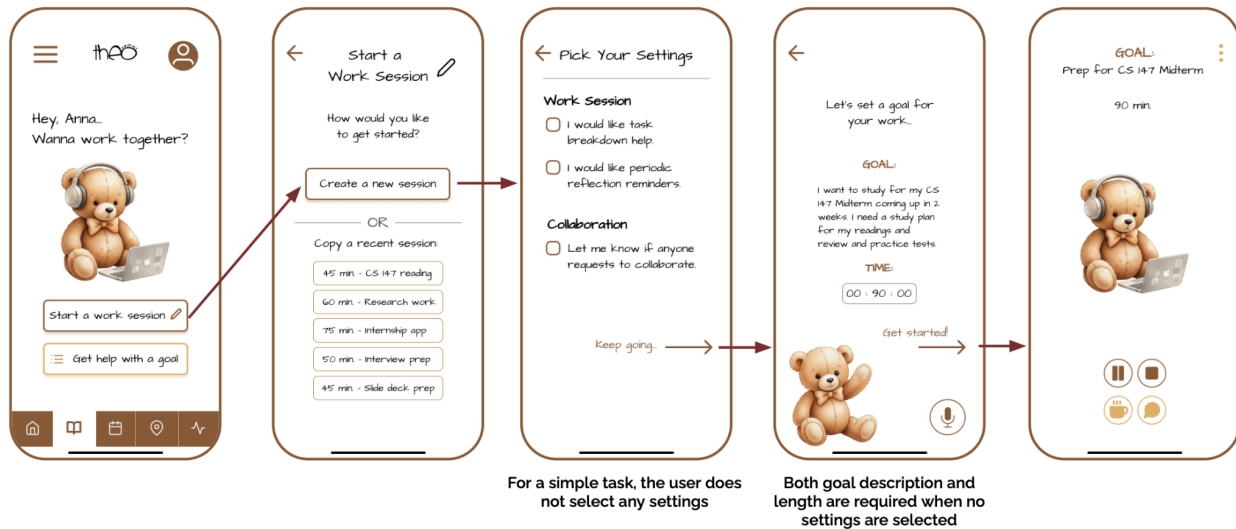 theo
Hey, Anna...
Wanna work together?
Start a work session
Get help with a goal
Start a
Work Session
How would you like
to get started?
Create a new session
OR
Copy a recent session:
45 min. - CS 147 reading
60 min. - Research work
75 min. - Internship app
50 min. - Interview prep
45 min. - Slide deck prep
Pick Your Settings
Work Session
I would like task
breakdown help.
I would like periodic
reflection reminders.
Collaboration
Let me know if anyone
requests to collaborate.
Keep going...
For a simple task, the user does
not select any settings
Let's set a goal for
your work...
GOAL:
I want to study for my CS
147 Midterm coming up in 2
weeks. I need a study plan
for my readings and
review and practice tests.
TIME:
00 : 90 : 00
Get started!
Both goal description and
length are required when no
settings are selected
GOAL:
Prep for CS 147 Midterm
90 min.